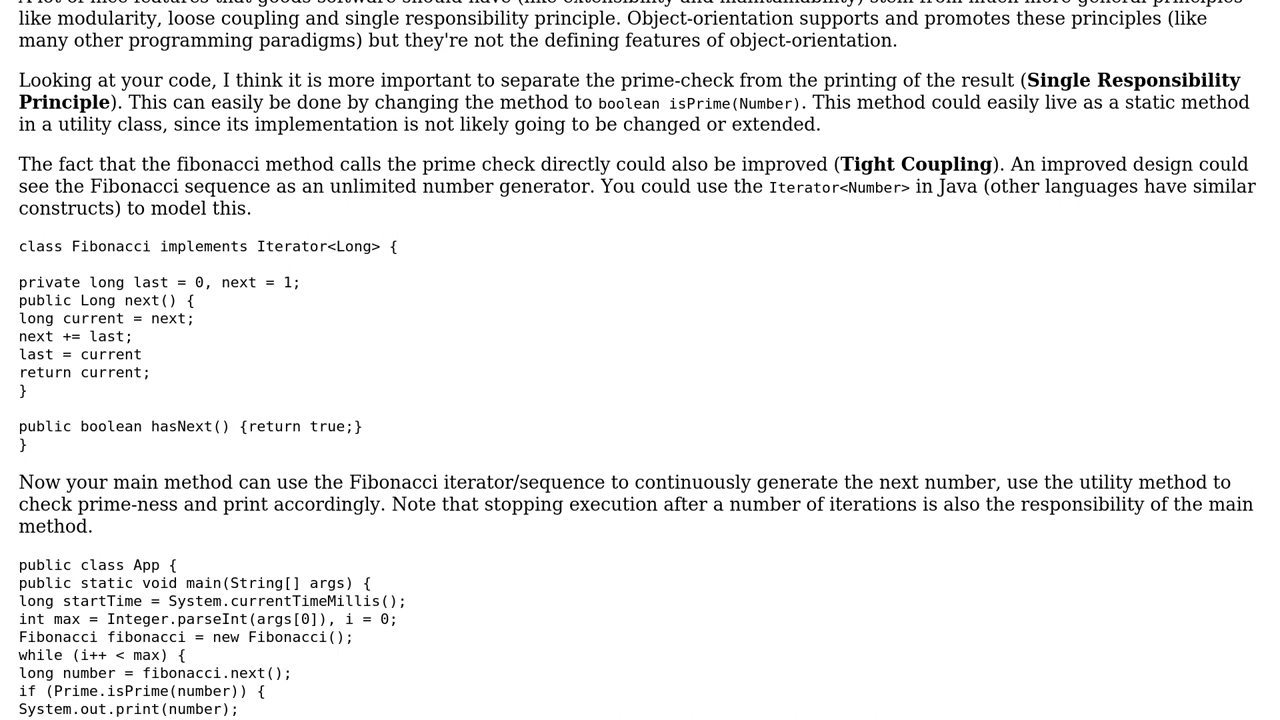 like modularity, loose coupling and single responsibility principle. Object-orientation supports and promotes these principles (like
many other programming paradigms) but they're not the defining features of object-orientation.
Looking at your code, I think it is more important to separate the prime-check from the printing of the result (Single Responsibility
Principle). This can easily be done by changing the method to boolean isPrime(Number). This method could easily live as a static method
in a utility class, since its implementation is not likely going to be changed or extended.
The fact that the fibonacci method calls the prime check directly could also be improved (Tight Coupling). An improved design could
see the Fibonacci sequence as an unlimited number generator. You could use the Iterator<Number> in Java (other languages have similar
constructs) to model this.
class Fibonacci implements Iterator<Long> {
private long last = 0, next = 1;
public Long next() {
long current = next;
next += last;
last = current
return current;
}
public boolean hasNext() {return true;}
}
Now your main method can use the Fibonacci iterator/sequence to continuously generate the next number, use the utility method to
check prime-ness and print accordingly. Note that stopping execution after a number of iterations is also the responsibility of the main
method.
public class App {
public static void main(String[] args) {
long startTime = System.currentTimeMillis();
int max = Integer.parseInt(args[0]), i = 0;
Fibonacci fibonacci = new Fibonacci();
while (i++ < max) {
long number = fibonacci.next();
if (Prime.isPrime(number)) {
System.out.print(number);